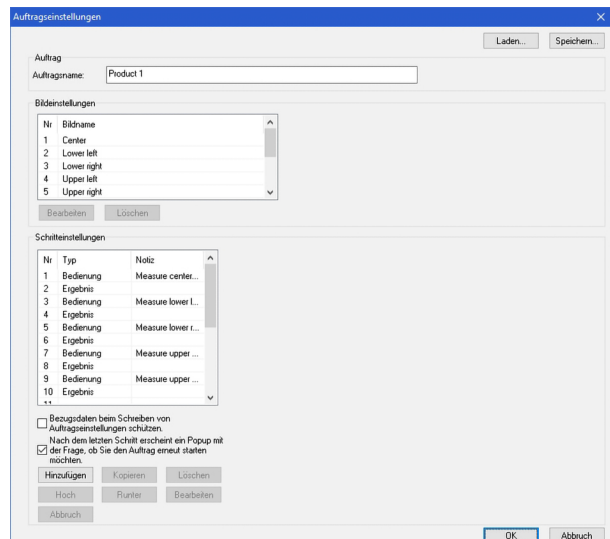 Auftragseinstellungen
Laden... Speichern...
Auftrag
Auftragsname: Product 1
Bildeinstellungen
Nr Bildname
1 Center
2 Lower left
3 Lower right
4 Upper left
5 Upper right
Bearbeiten Löschen
Schritteinstellungen
Nr Typ Notiz
1 Bedienung Measure center...
2 Ergebnis
3 Bedienung Measure lower l...
4 Ergebnis
5 Bedienung Measure lower r...
6 Ergebnis
7 Bedienung Measure upper ...
8 Ergebnis
9 Bedienung Measure upper ...
10 Ergebnis
11
Bezugsdaten beim Schreiben von
Auftragseinstellungen schützen.
Nach dem letzten Schritt erscheint ein Popup mit
der Frage, ob Sie den Auftrag erneut starten
möchten.
Hinzufügen Kopieren Löschen
Hoch Runter Bearbeiten
Abbruch
OK Abbruch